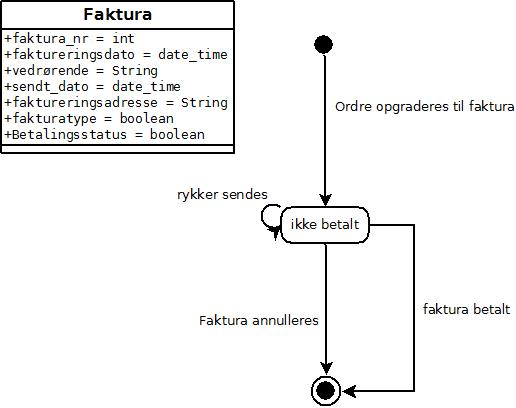 Faktura
+faktura_nr = int
+faktureringsdato = date_time
+vedrørende = String
+sendt_dato = date_time
+faktureringsadresse = String
+fakturatype = boolean
+Betalingsstatus = boolean
Ordre opgraderes til faktura
rykker sendes
ikke betalt
Faktura annulleres
faktura betalt